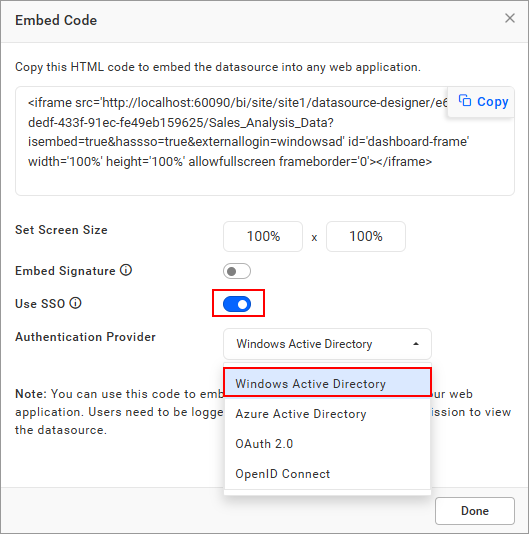 Embed Code
Copy this HTML code to embed the datasource into any web application.
<iframe src='http://localhost:60090/bi/site/site1/datasource-designer/e6
Copy
dedf-433f-91ec-fe49eb159625/Sales_Analysis_Data?
isembed=true&hassso=true&externallogin=windowsad' id='dashboard-frame'
width='100%' height='100%' allowfullscreen frameborder='0'></iframe>
Set Screen Size
100% x 100%
Embed Signature
Use SSO
Authentication Provider
Windows Active Directory
Windows Active Directory
Azure Active Directory
OAuth 2.0
OpenID Connect
Note: You can use this code to emb ur web
application. Users need to be logge ission to view
the datasource.
Done